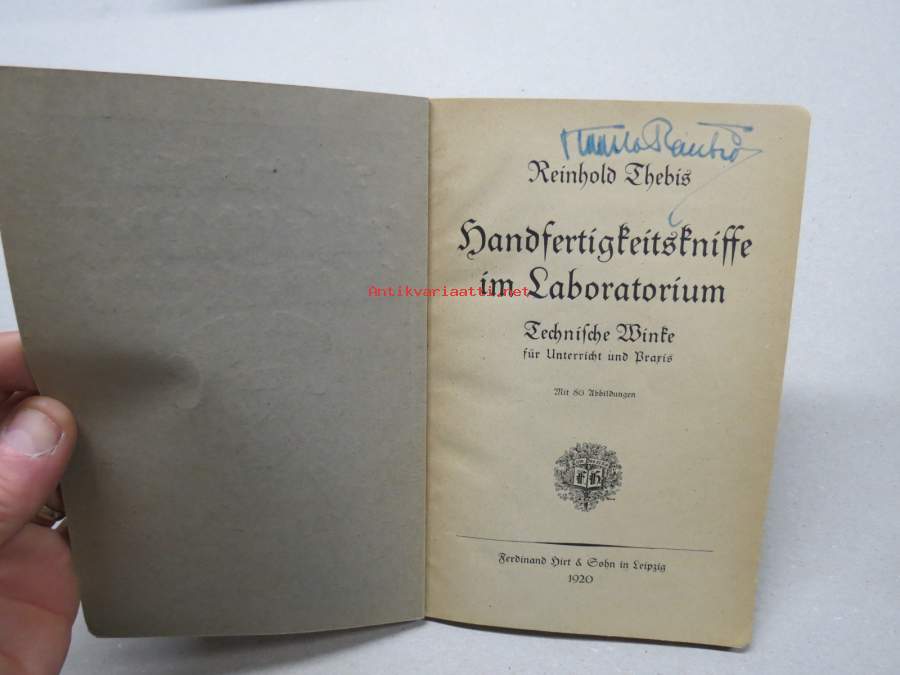 Reinhold Thebis
Handfertigkeitskniffe
im Laboratorium
Antikvariaatti.net
Technische Winke
für Unterricht und Praxis
Mit 80 Abbildungen
F H
Ferdinand Hirt & Sohn in Leipzig
1920